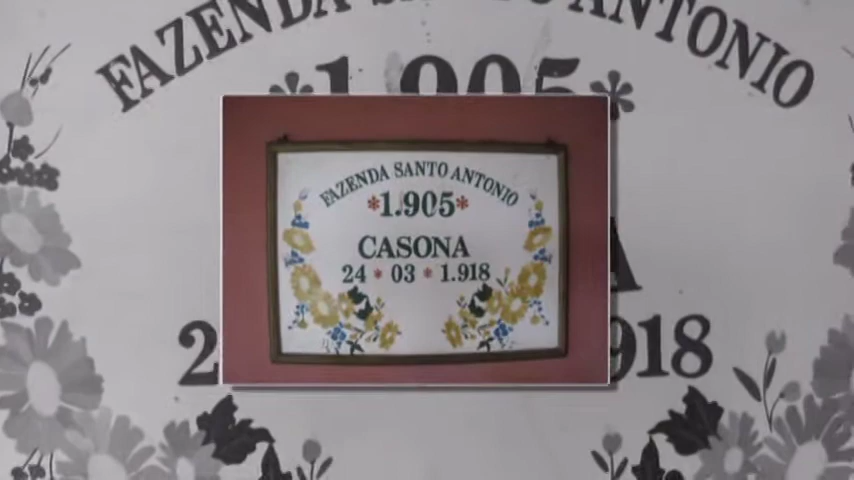 FAZENDA SANTO ANTONIO
*1.905*
CASONA
24 * 03 * 1.918